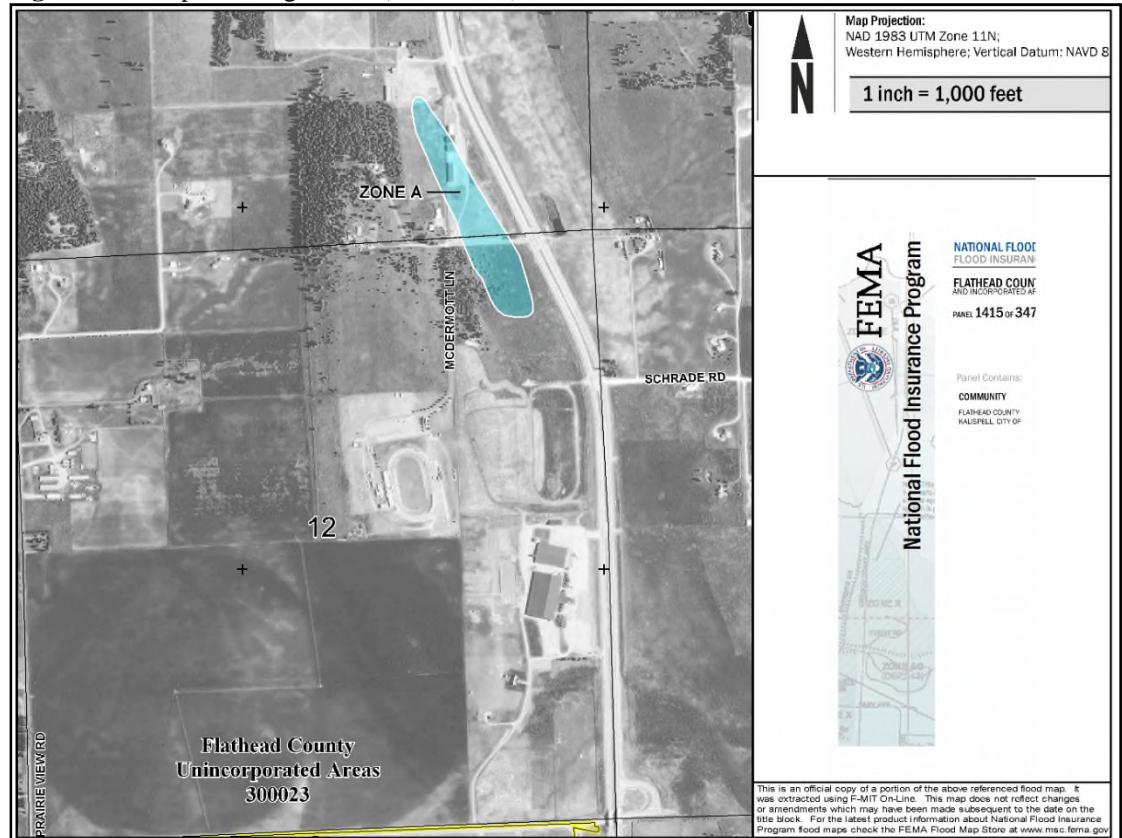 Map Projection:
NAD 1983 UTM Zone 11N;
Western Hemisphere; Vertical Datum: NAVD 8
N
1 inch = 1,000 feet
ZONE A
MCDERMOTT LN
SCHRADE RD
12
PRAIRIE VIEW RD
Flathead County
Unincorporated Areas
300023
FEMA
National Flood Insurance Program
NATIONAL FLOOD
FLOOD INSURAN
FLATHEAD COUN
AND INCORPORATED AR
PANEL 1415 OF 347
Panel Contains:
COMMUNITY
FLATHEAD COUNTY
KALISPELL, CITY OF
ZONE X
ZONE AO
This is an official copy of a portion of the above referenced flood map. It
was extracted using F-MIT On-Line. This map does not reflect changes
or amendments which may have been made subsequent to the date on the
title block. For the latest product information about National Flood Insurance
Program flood maps check the FEMA Flood Map Store at www.msc.fema.gov